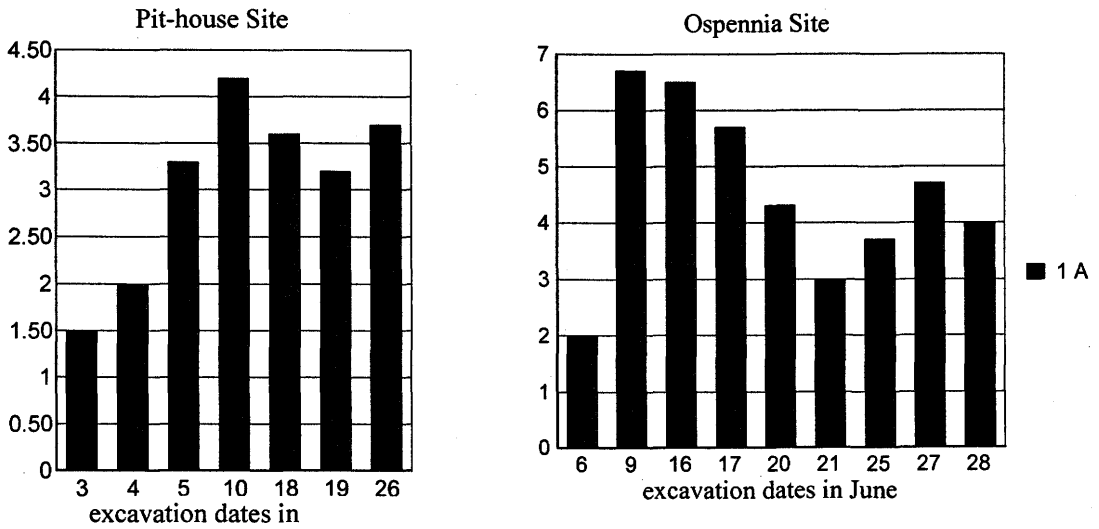 Pit-house Site
4.50
4
3.50
3
2.50
2
1.50
1
0.50
0
3 4 5 10 18 19 26
excavation dates in
Ospennia Site
7
6
5
4
3
2
1
0
6 9 16 17 20 21 25 27 28
excavation dates in June
1 A